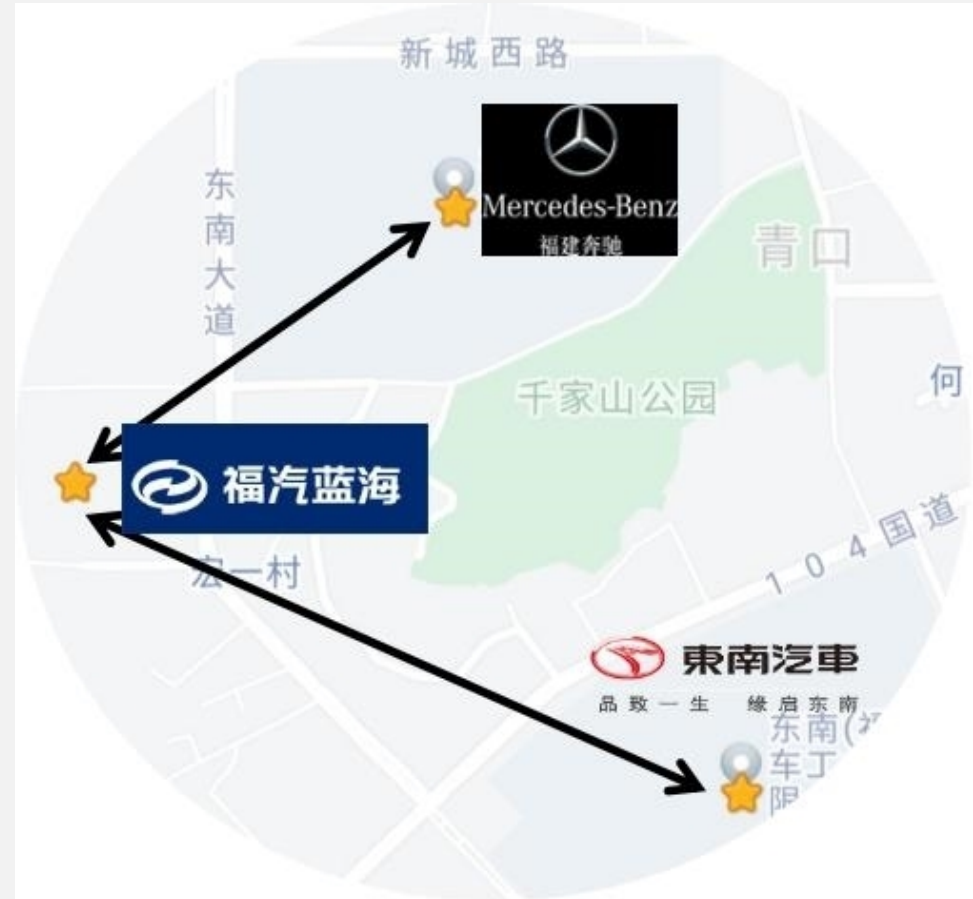 新城西路
Mercedes-Benz
福建奔驰
东南大道
青口
千家山公园
何
福汽蓝海
宏一村
104国道
東南汽車
品致一生 缘启东南
东南(福
车丁
限